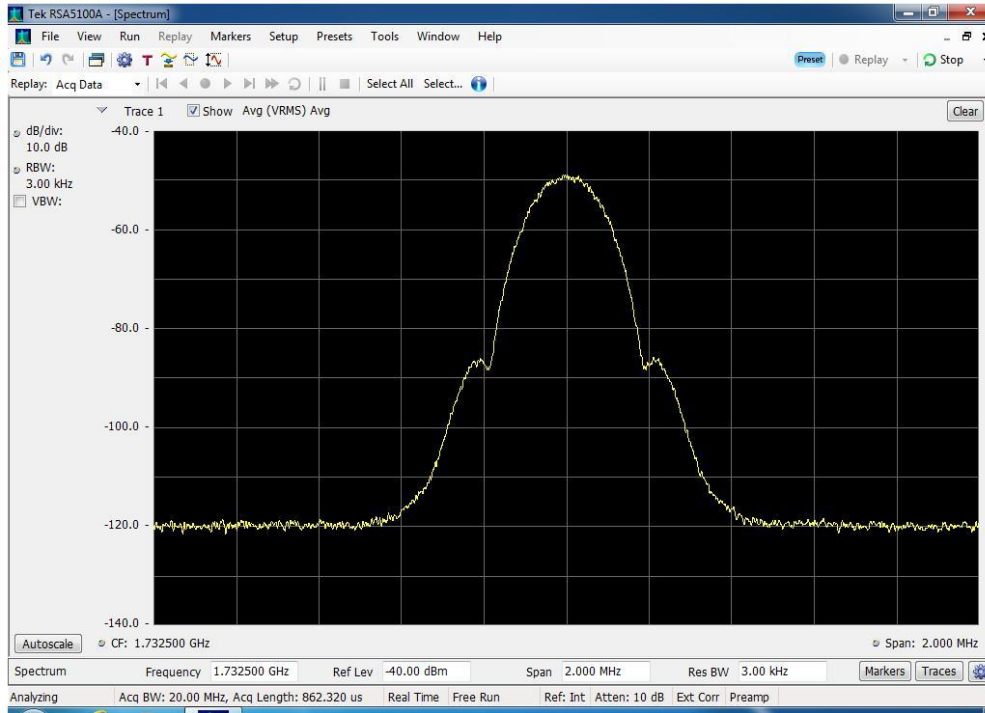 Tek RSA5100A - [Spectrum]
File View Run Replay Markers Setup Presets Tools Window Help
T Preset Replay Stop
Replay: Acq Data Select All Select...
Trace 1 Show Avg (VRMS) Avg Clear
dB/div:
10.0 dB
RBW:
3.00 kHz
VBW:
-40.0
-60.0
-80.0
-100.0
-120.0
-140.0
Autoscale CF: 1.732500 GHz Span: 2.000 MHz
Spectrum Frequency 1.732500 GHz Ref Lev -40.00 dBm Span 2.000 MHz Res BW 3.00 kHz Markers Traces
Analyzing Acq BW: 20.00 MHz, Acq Length: 862.320 us Real Time Free Run Ref: Int Atten: 10 dB Ext Corr Preamp